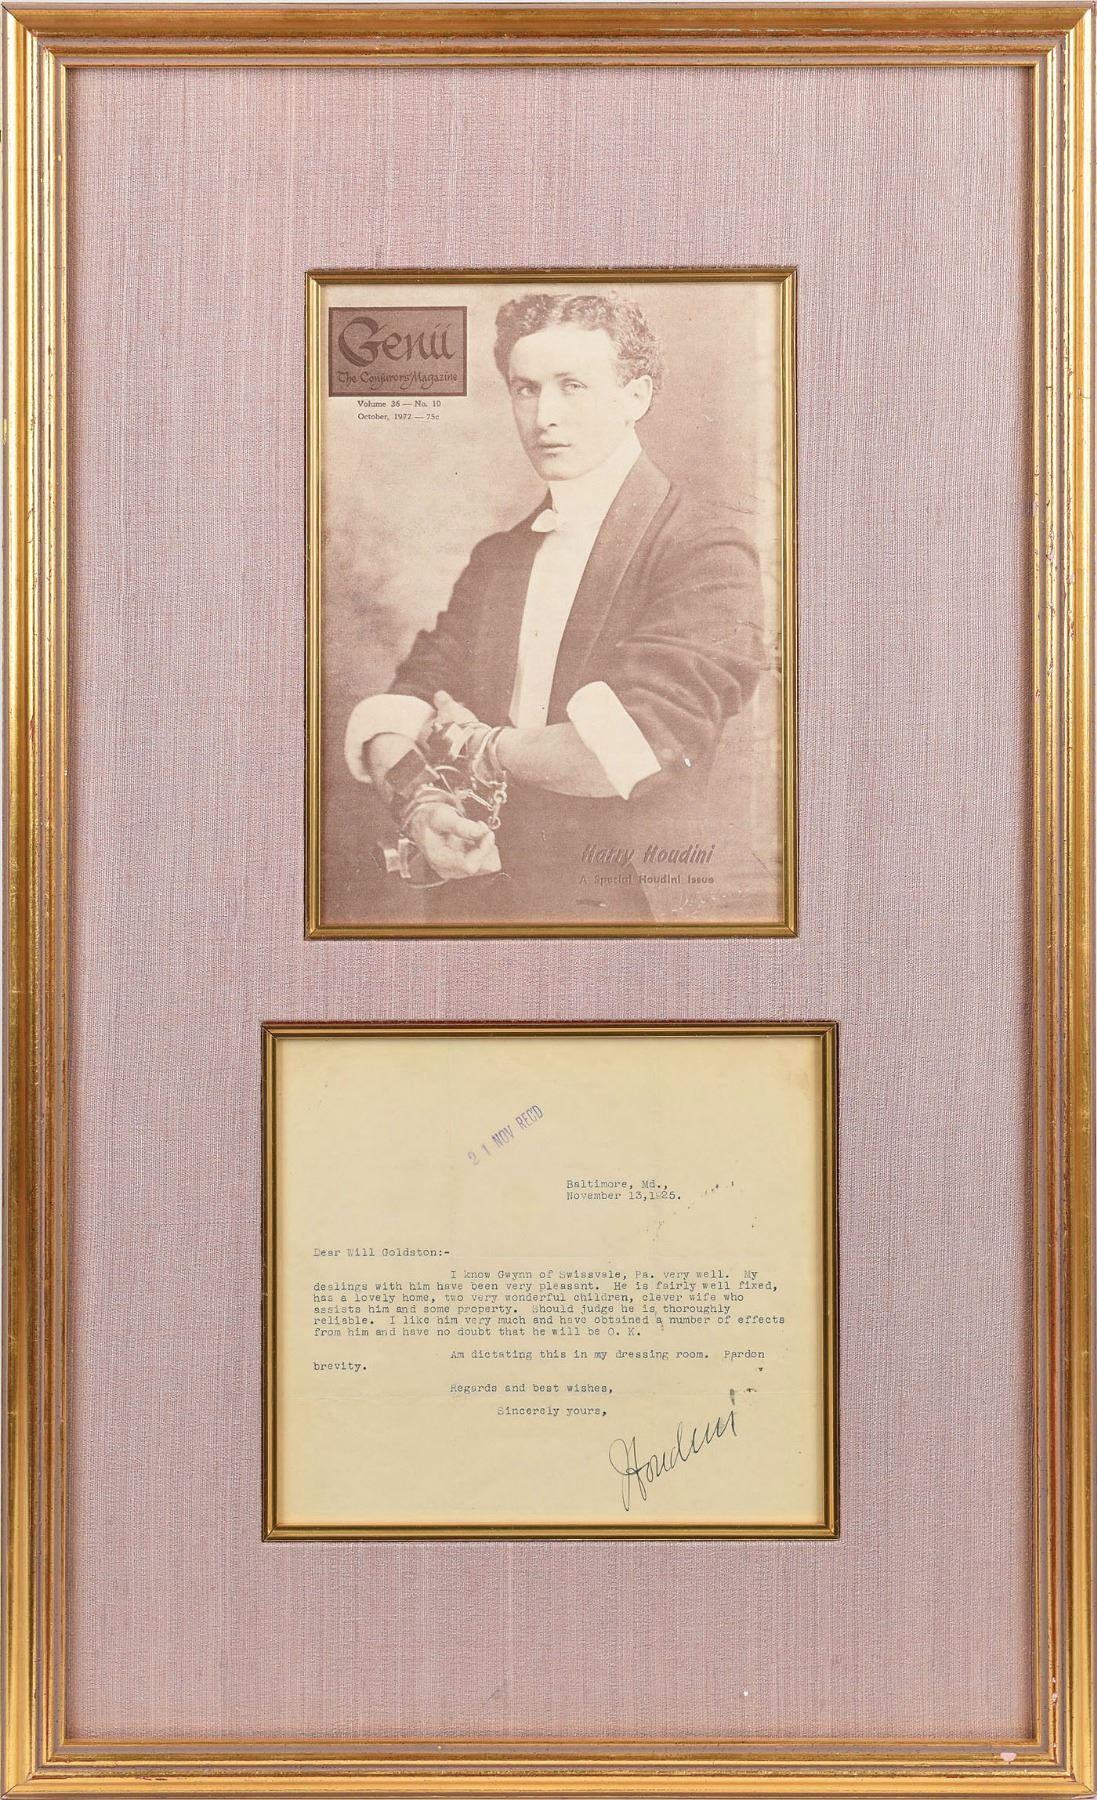 Genii
The Conjurors' Magazine
Volume 36 — No. 10
October, 1972 — 75c
Harry Houdini
A Special Houdini Issue
21 NOV REC'D
Baltimore, Md.,
November 13,1925.
Dear Will Goldston:-
I know Gwynn of Swissvale, Pa. very well. My
dealings with him have been very pleasant. He is fairly well fixed,
has a lovely home, two very wonderful children, clever wife who
assists him and some property. Should judge he is thoroughly
reliable. I like him very much and have obtained a number of effects
from him and have no doubt that he will be O. K.
Am dictating this in my dressing room. Pardon
brevity.
Regards and best wishes,
Sincerely yours,
Houdini